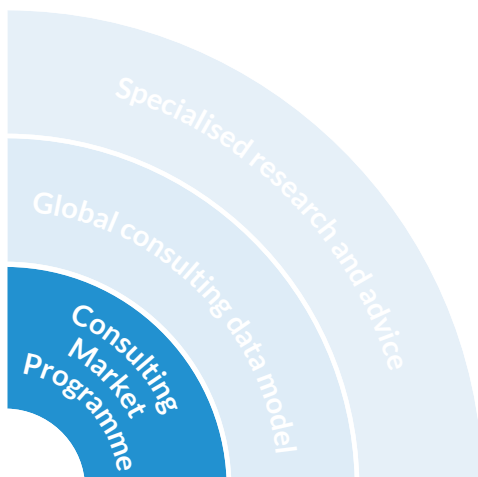 Specialised research and advice
Global consulting data model
Consulting
Market
Programme